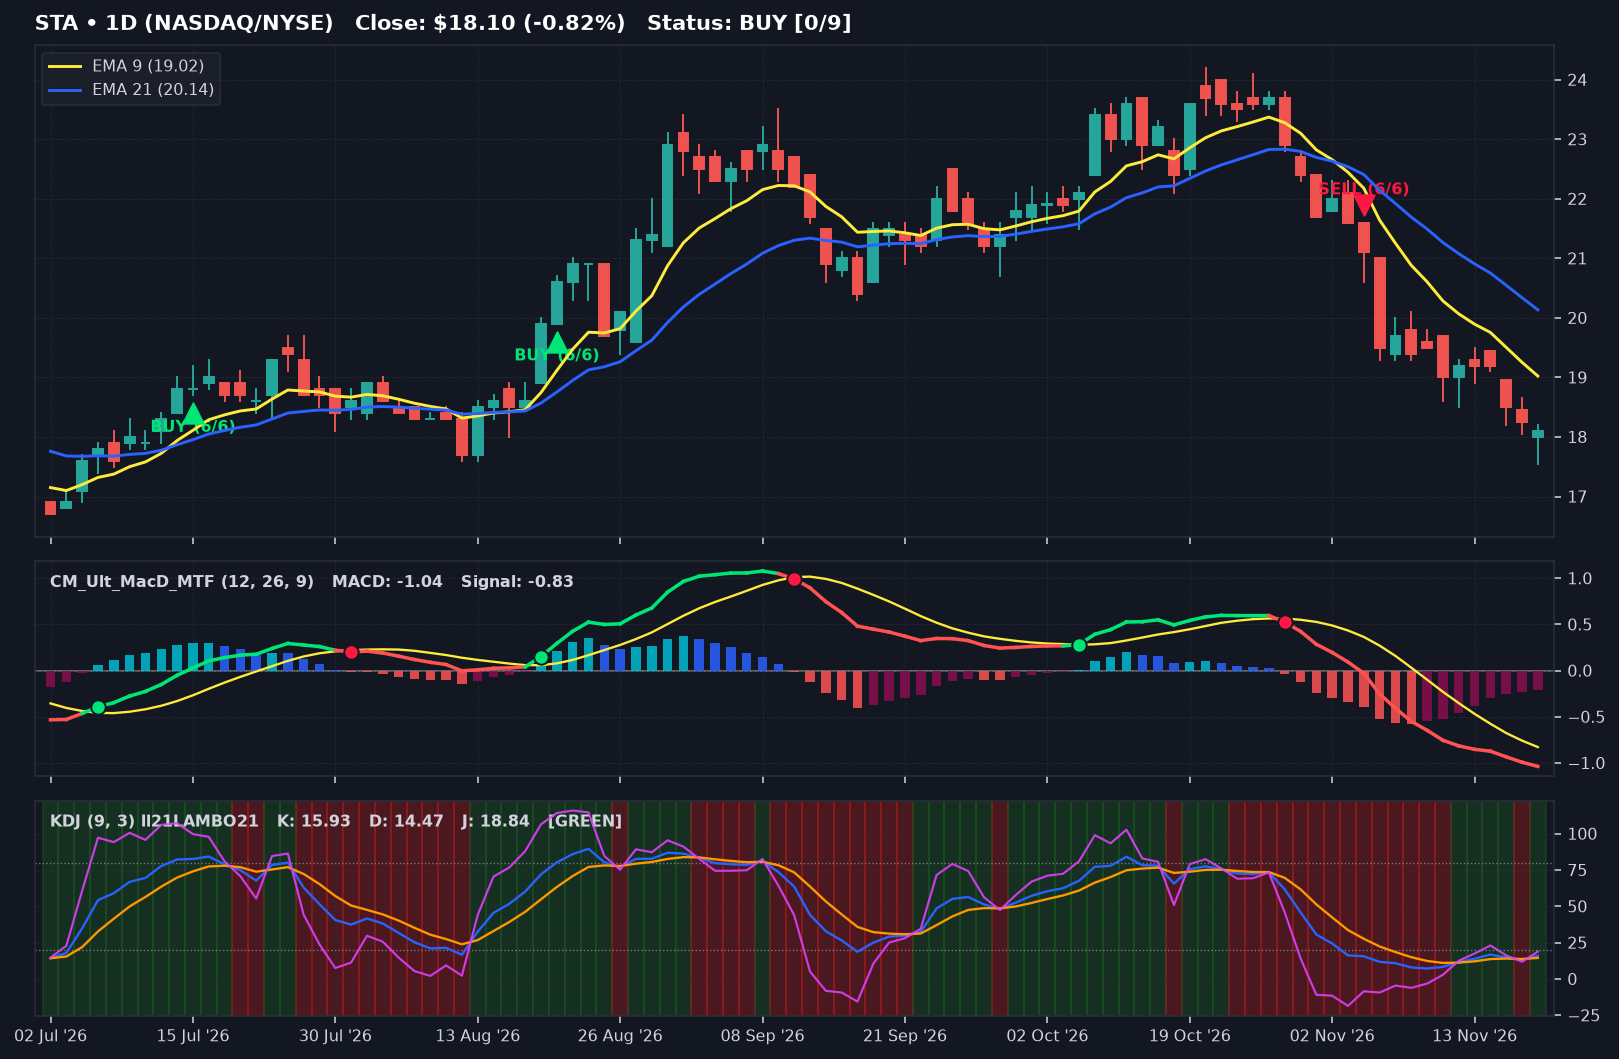 STA • 1D (NASDAQ/NYSE)   Close: $18.10 (-0.82%)   Status: BUY [0/9]
EMA 9 (19.02)
EMA 21 (20.14)
24
23
22
21
20
19
18
17
SELL (6/6)
BUY (6/6)
BUY (6/6)
CM_Ult_MacD_MTF (12, 26, 9)   MACD: -1.04   Signal: -0.83
1.0
0.5
0.0
−0.5
−1.0
KDJ (9, 3) II21LAMBO21   K: 15.93   D: 14.47   J: 18.84   [GREEN]
100
75
50
25
0
−25
02 Jul '26
15 Jul '26
30 Jul '26
13 Aug '26
26 Aug '26
08 Sep '26
21 Sep '26
02 Oct '26
19 Oct '26
02 Nov '26
13 Nov '26